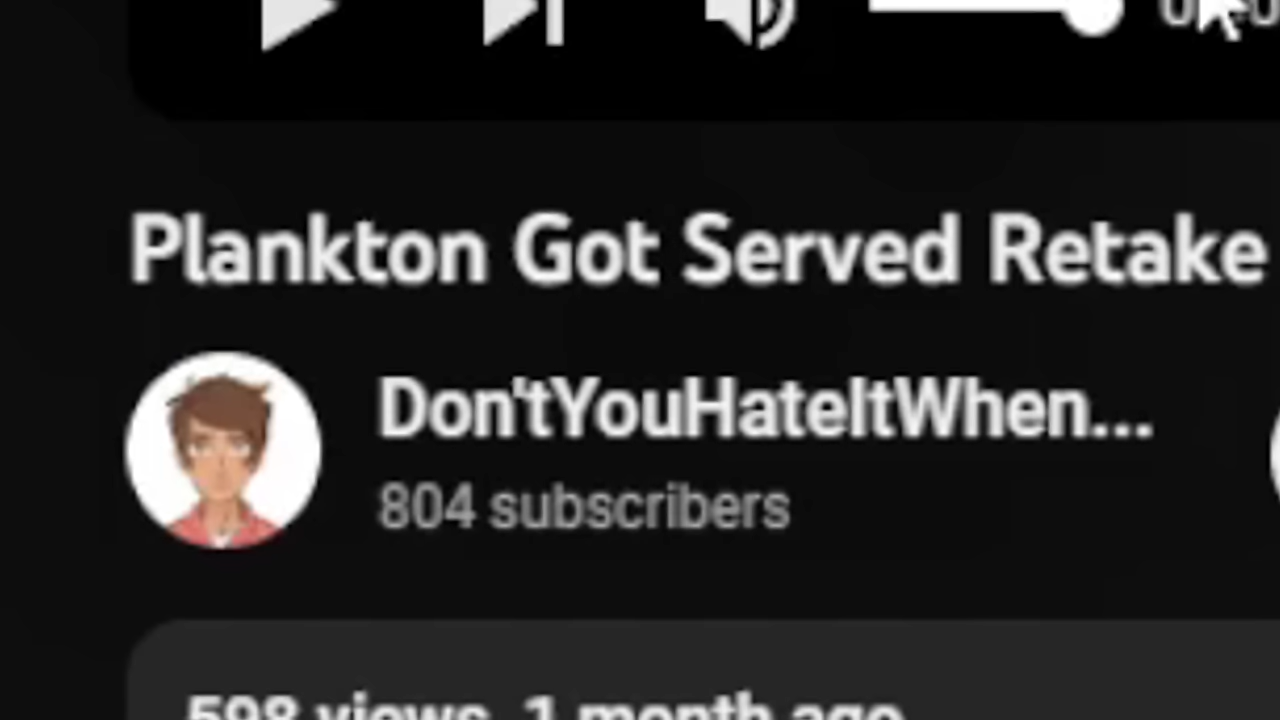 Plankton Got Served Retake
Don'tYouHateItWhen...
804 subscribers
598 views 1 month ago